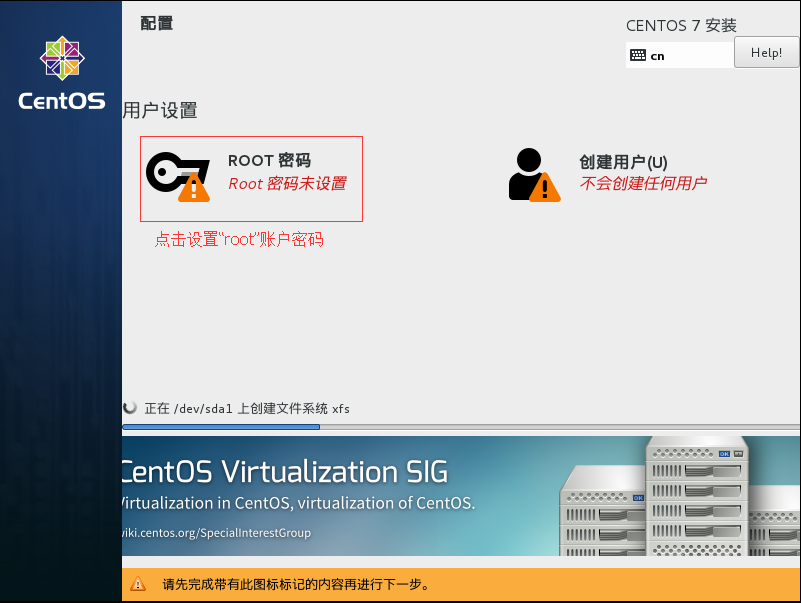 配置
CENTOS 7 安装
cn
Help!
CentOS
用户设置
ROOT 密码
Root 密码未设置
创建用户(U)
不会创建任何用户
点击设置“root”账户密码
正在 /dev/sda1 上创建文件系统 xfs
CentOS Virtualization SIG
Virtualization in CentOS, virtualization of CentOS.
wiki.centos.org/SpecialInterestGroup
OK
OK
请先完成带有此图标标记的内容再进行下一步。